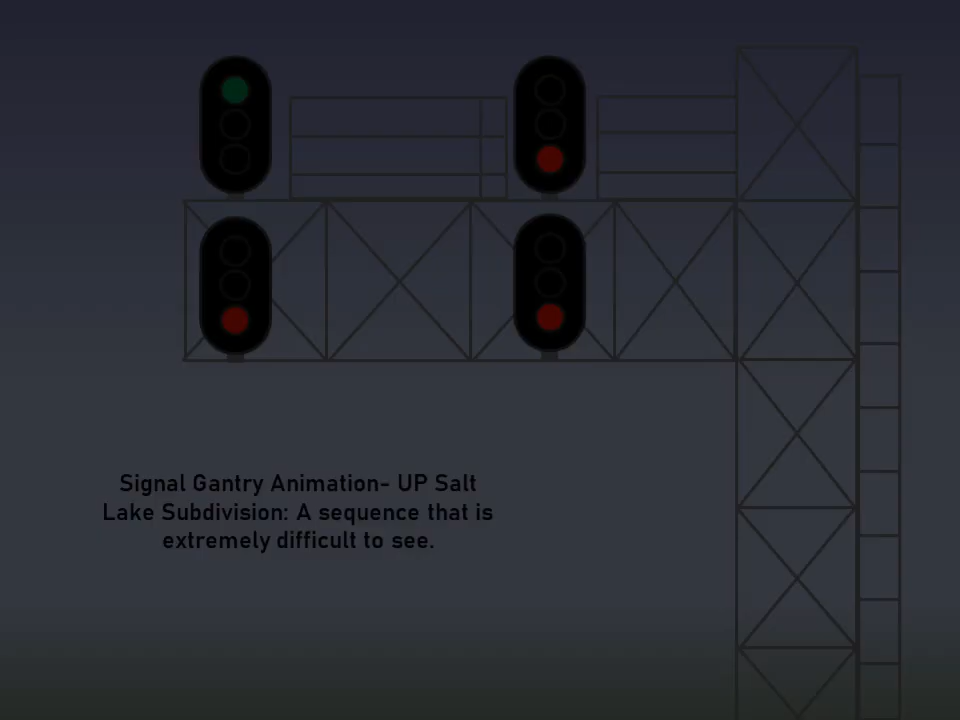 Signal Gantry Animation- UP Salt
Lake Subdivision: A sequence that is
extremely difficult to see.